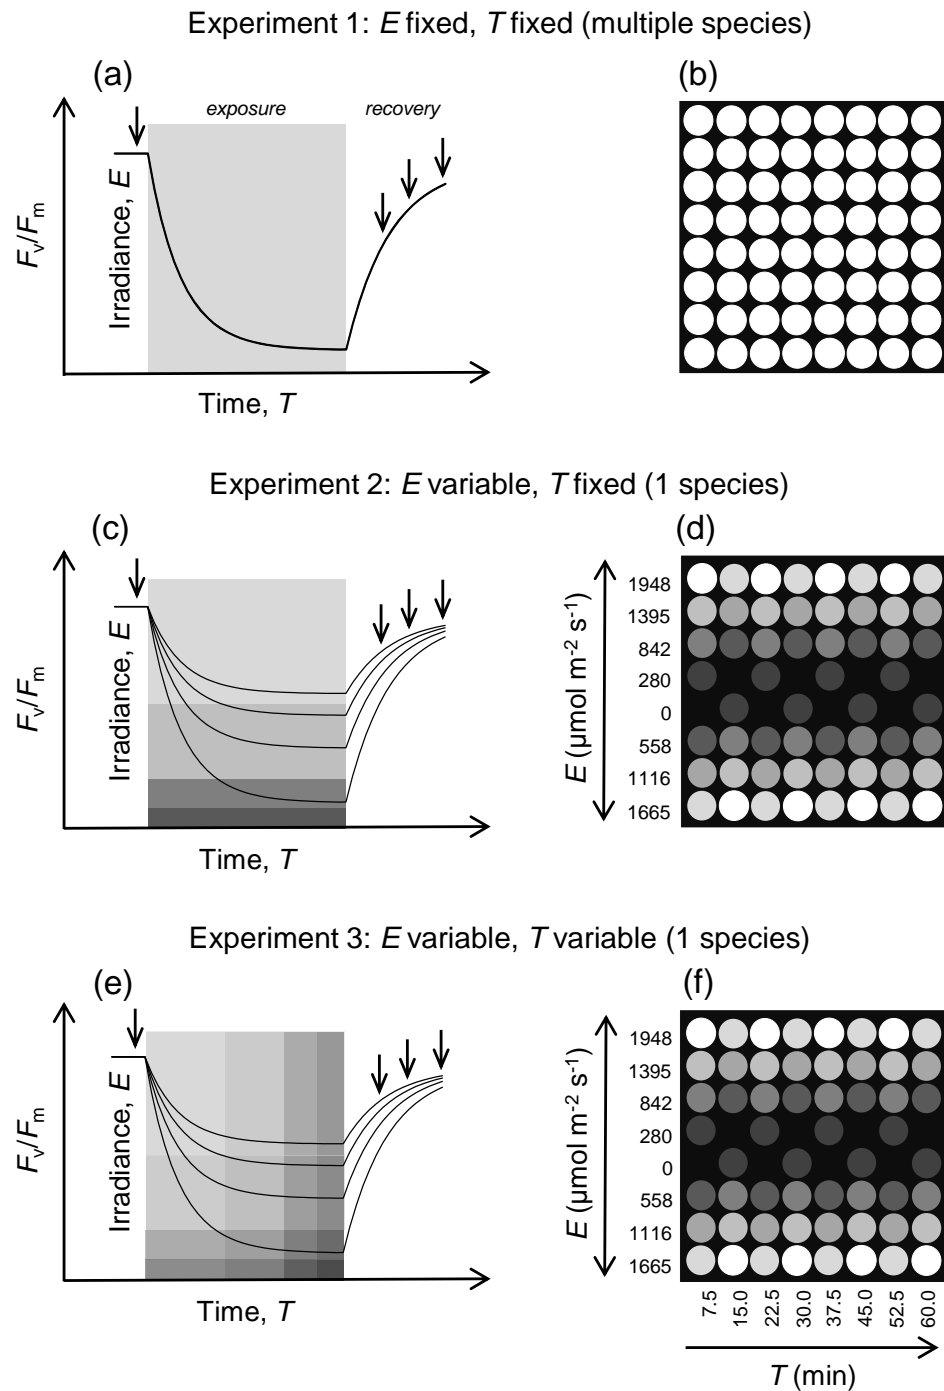 Experiment 1: E fixed, T fixed (multiple species)
(a)
(b)
exposure
recovery
Irradiance, E
Fv/Fm
Time, T
Experiment 2: E variable, T fixed (1 species)
(c)
(d)
Irradiance, E
Fv/Fm
Time, T
E (µmol m-2 s-1)
1948
1395
842
280
0
558
1116
1665
Experiment 3: E variable, T variable (1 species)
(e)
(f)
Irradiance, E
Fv/Fm
Time, T
E (µmol m-2 s-1)
1948
1395
842
280
0
558
1116
1665
7.5
15.0
22.5
30.0
37.5
45.0
52.5
60.0
T (min)